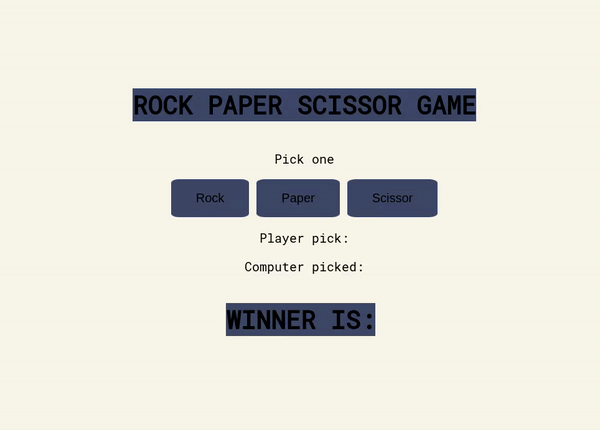 ROCK PAPER SCISSOR GAME
Pick one
Rock Paper Scissor
Player pick:
Computer picked:
WINNER IS: